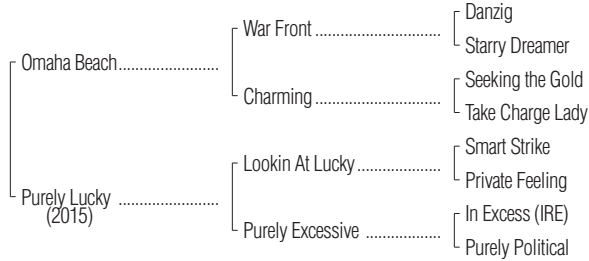 Danzig
War Front
Starry Dreamer
Omaha Beach
Seeking the Gold
Charming
Take Charge Lady
Smart Strike
Lookin At Lucky
Private Feeling
Purely Lucky
(2015)
In Excess (IRE)
Purely Excessive
Purely Political